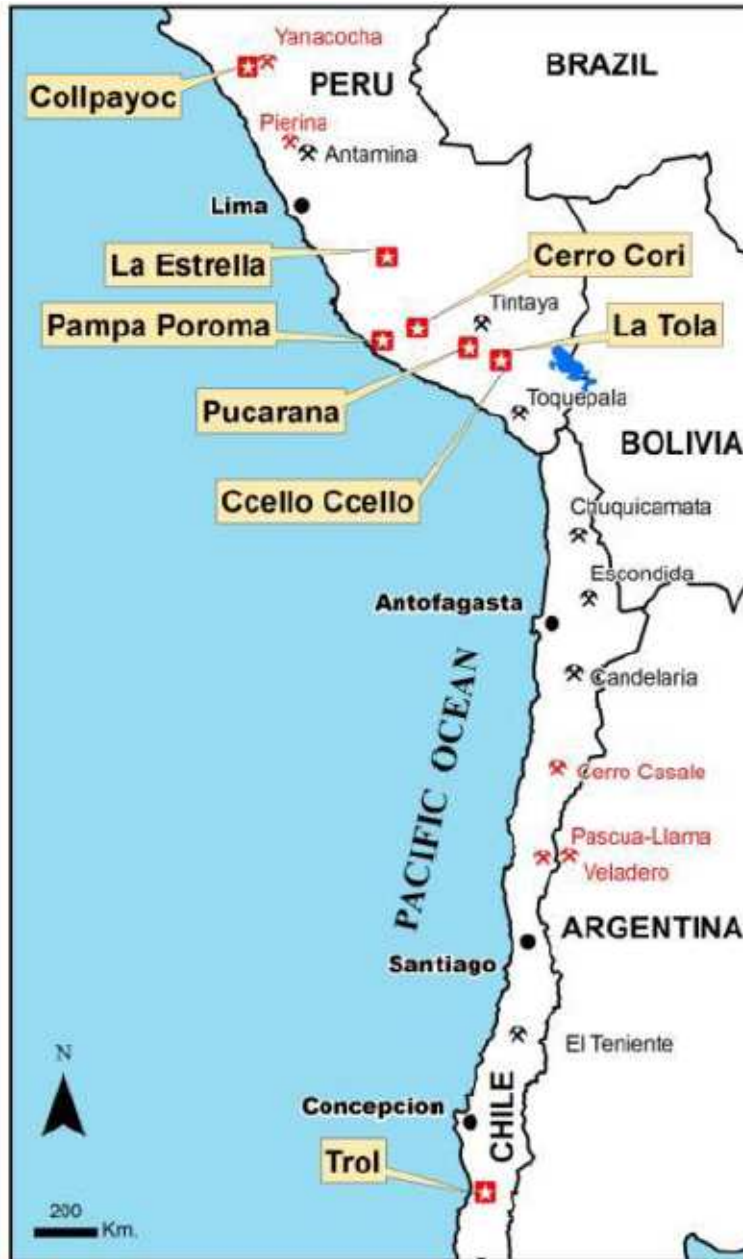 Yanacocha
BRAZIL
PERU
Collpayoc
Pierina
Antamina
Lima
La Estrella
Cerro Cori
Tintaya
Pampa Poroma
La Tola
Pucarana
Toquepala
BOLIVIA
Ccello Ccello
Chuquicamata
Escondida
Antofagasta
Candelaria
PACIFIC OCEAN
Cerro Casale
Pascua-Llama
Veladero
ARGENTINA
Santiago
El Teniente
N
CHILE
Concepcion
Trol
200
Km.